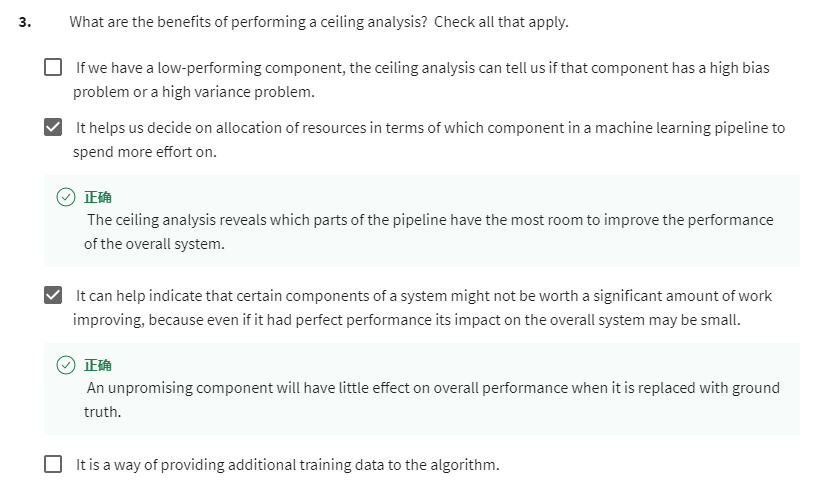 3. What are the benefits of performing a ceiling analysis? Check all that apply.
If we have a low-performing component, the ceiling analysis can tell us if that component has a high bias
problem or a high variance problem.
It helps us decide on allocation of resources in terms of which component in a machine learning pipeline to
spend more effort on.
正确
The ceiling analysis reveals which parts of the pipeline have the most room to improve the performance
of the overall system.
It can help indicate that certain components of a system might not be worth a significant amount of work
improving, because even if it had perfect performance its impact on the overall system may be small.
正确
An unpromising component will have little effect on overall performance when it is replaced with ground
truth.
It is a way of providing additional training data to the algorithm.